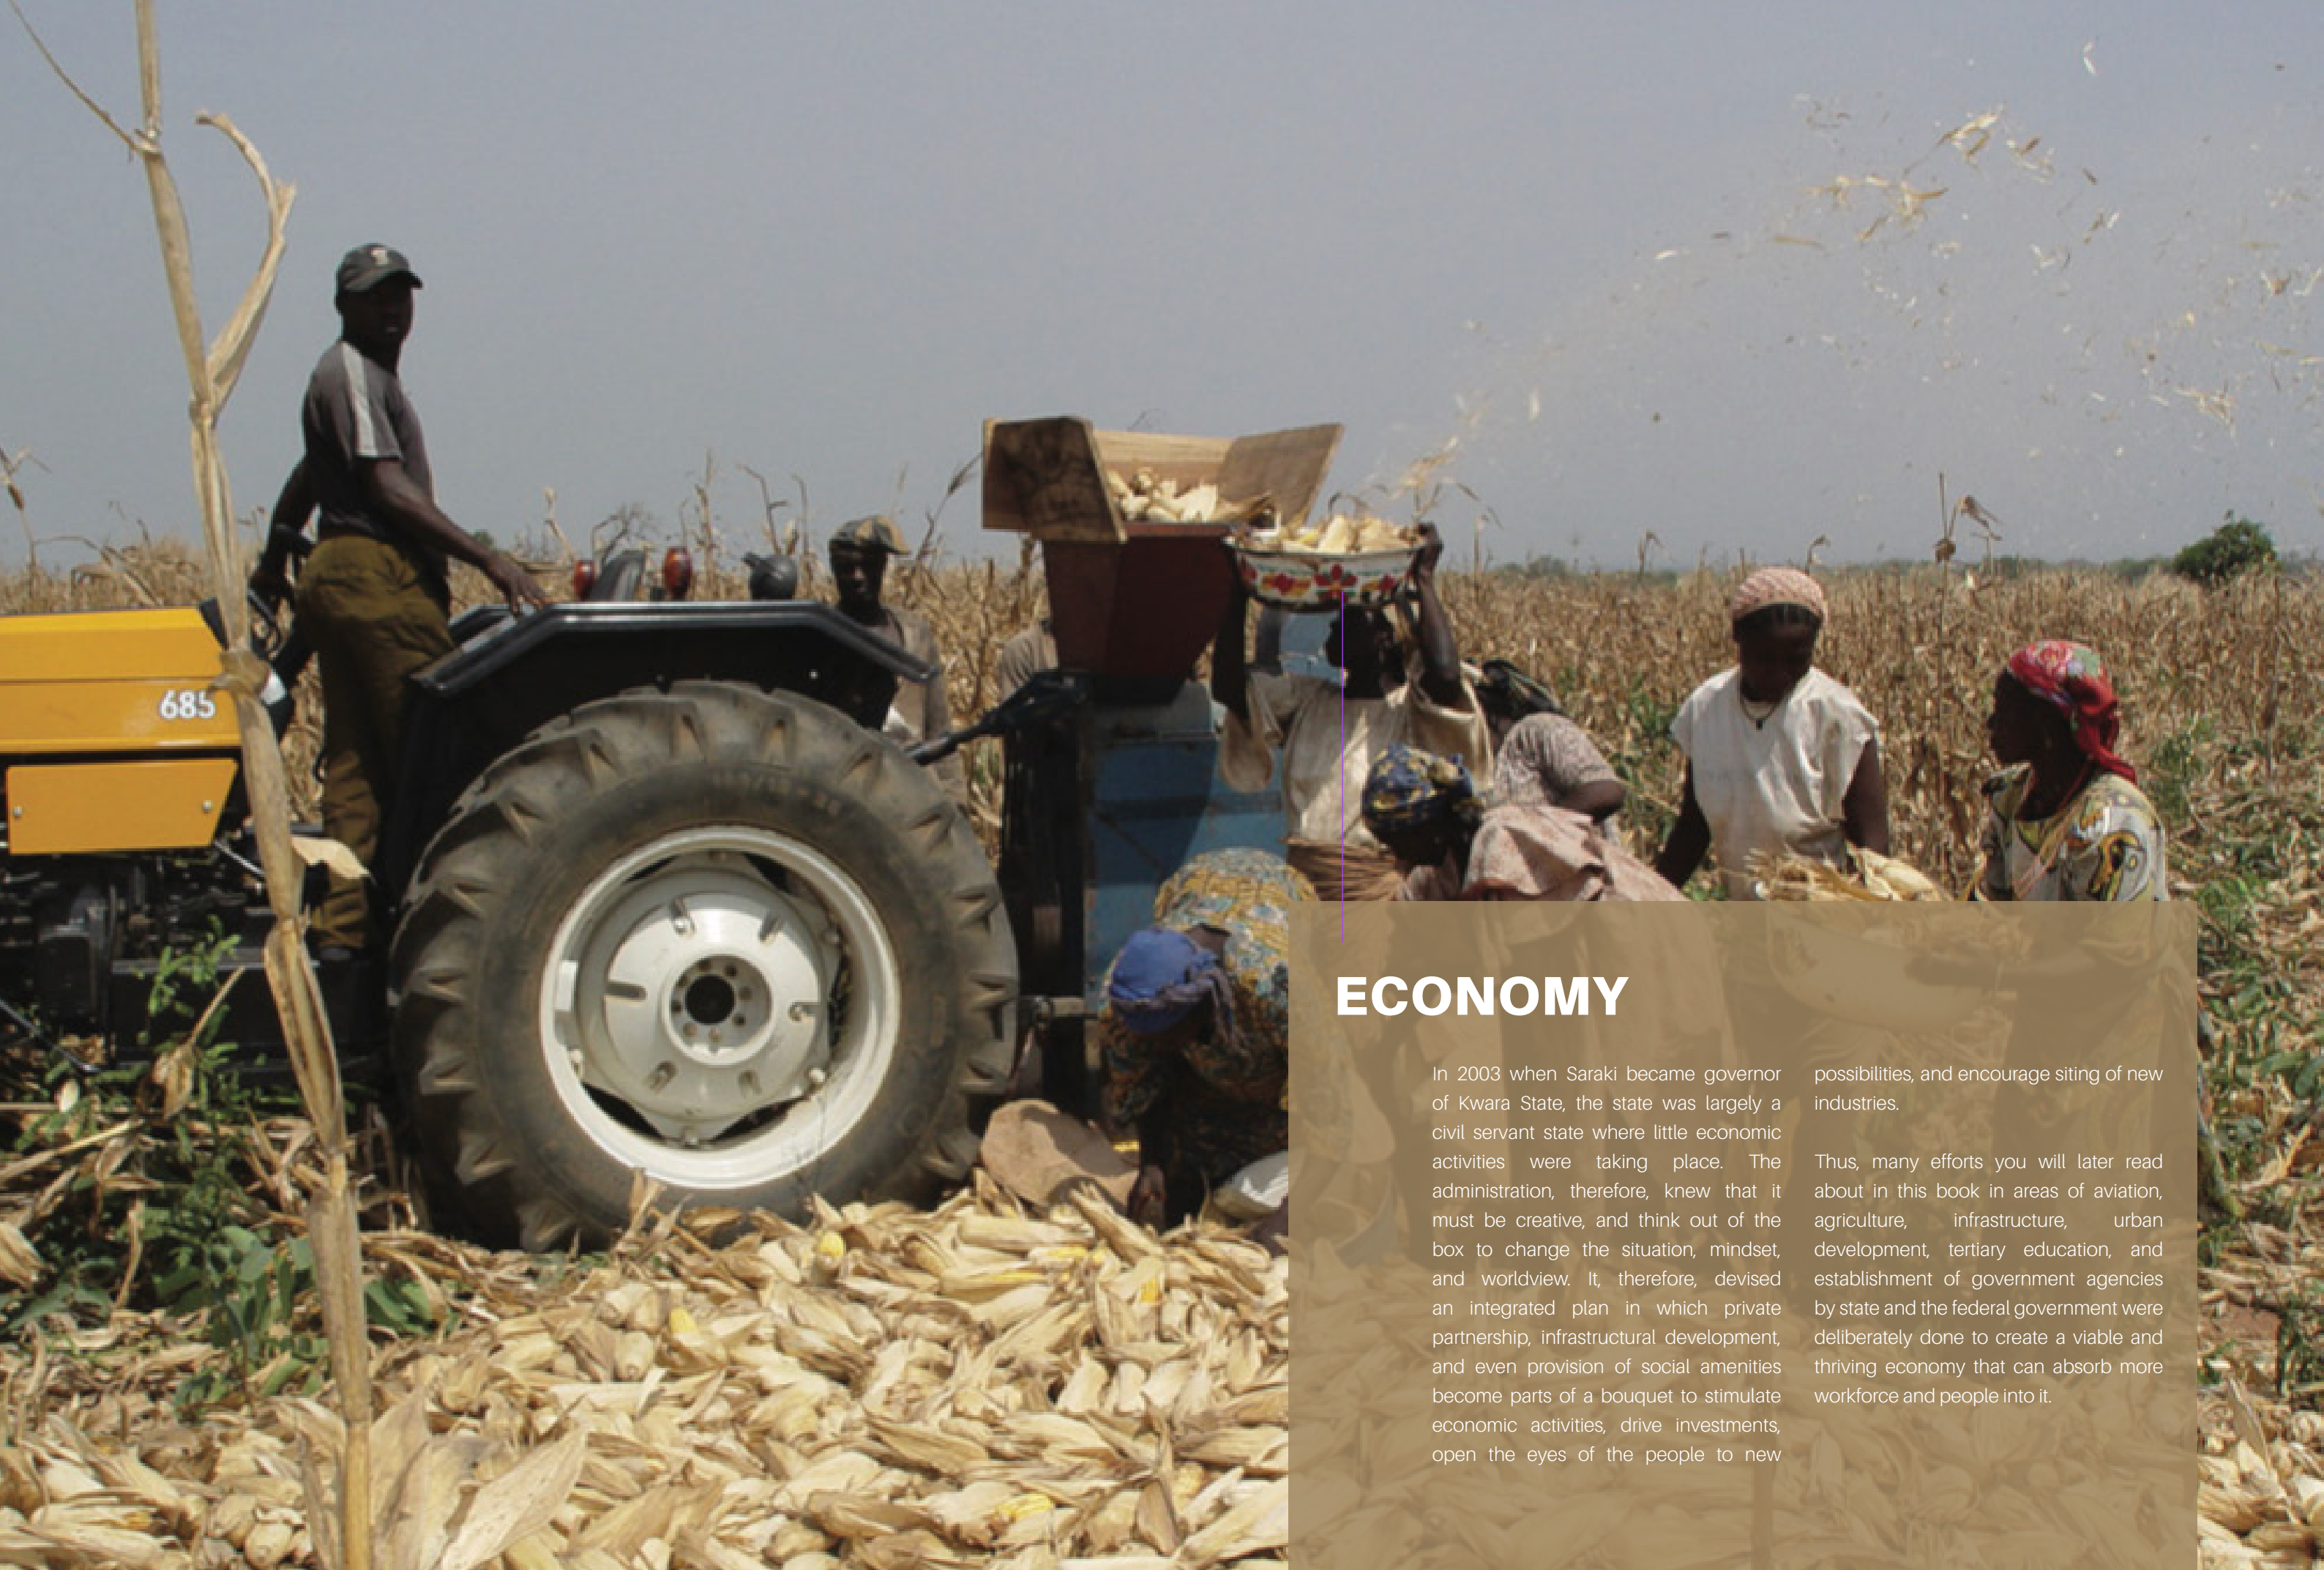 685
ECONOMY
In 2003 when Saraki became governor
of Kwara State, the state was largely a
civil servant state where little economic
activities were taking place. The
administration, therefore, knew that it
must be creative, and think out of the
box to change the situation, mindset,
and worldview. It, therefore, devised
an integrated plan in which private
partnership, infrastructural development,
and even provision of social amenities
become parts of a bouquet to stimulate
economic activities, drive investments,
open the eyes of the people to new
possibilities, and encourage siting of new
industries.
Thus, many efforts you will later read
about in this book in areas of aviation,
agriculture, infrastructure, urban
development, tertiary education, and
establishment of government agencies
by state and the federal government were
deliberately done to create a viable and
thriving economy that can absorb more
workforce and people into it.